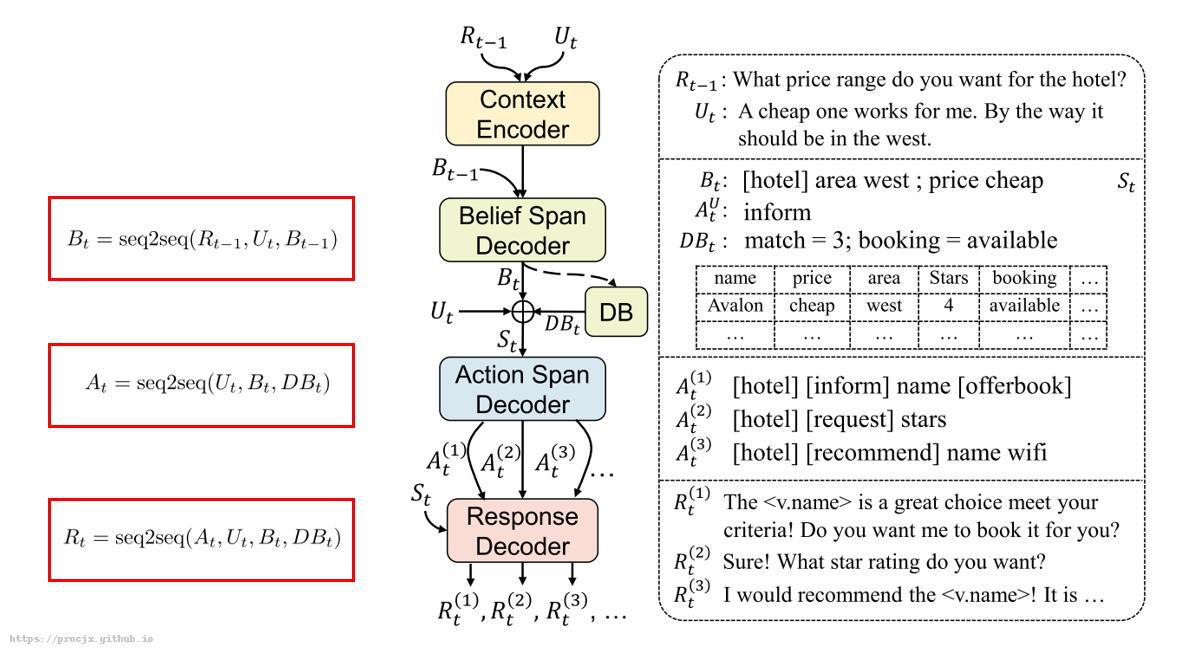 R_{t-1} U_t
Context
Encoder
B_{t-1}
Belief Span
Decoder
B_t
U_t
DB
DB_t
S_t
Action Span
Decoder
A_t^{(1)} A_t^{(2)} A_t^{(3)} …
S_t
Response
Decoder
R_t^{(1)}, R_t^{(2)}, R_t^{(3)}, …
B_t = seq2seq(R_{t-1}, U_t, B_{t-1})
A_t = seq2seq(U_t, B_t, DB_t)
R_t = seq2seq(A_t, U_t, B_t, DB_t)
R_{t-1}: What price range do you want for the hotel?
U_t : A cheap one works for me. By the way it
should be in the west.
B_t: [hotel] area west ; price cheap S_t
A_t^U: inform
DB_t : match = 3; booking = available
name price area Stars booking …
Avalon cheap west 4 available …
… … … … … …
A_t^{(1)} [hotel] [inform] name [offerbook]
A_t^{(2)} [hotel] [request] stars
A_t^{(3)} [hotel] [recommend] name wifi
R_t^{(1)} The <v.name> is a great choice meet your
criteria! Do you want me to book it for you?
R_t^{(2)} Sure! What star rating do you want?
R_t^{(3)} I would recommend the <v.name>! It is …
https://procjx.github.io